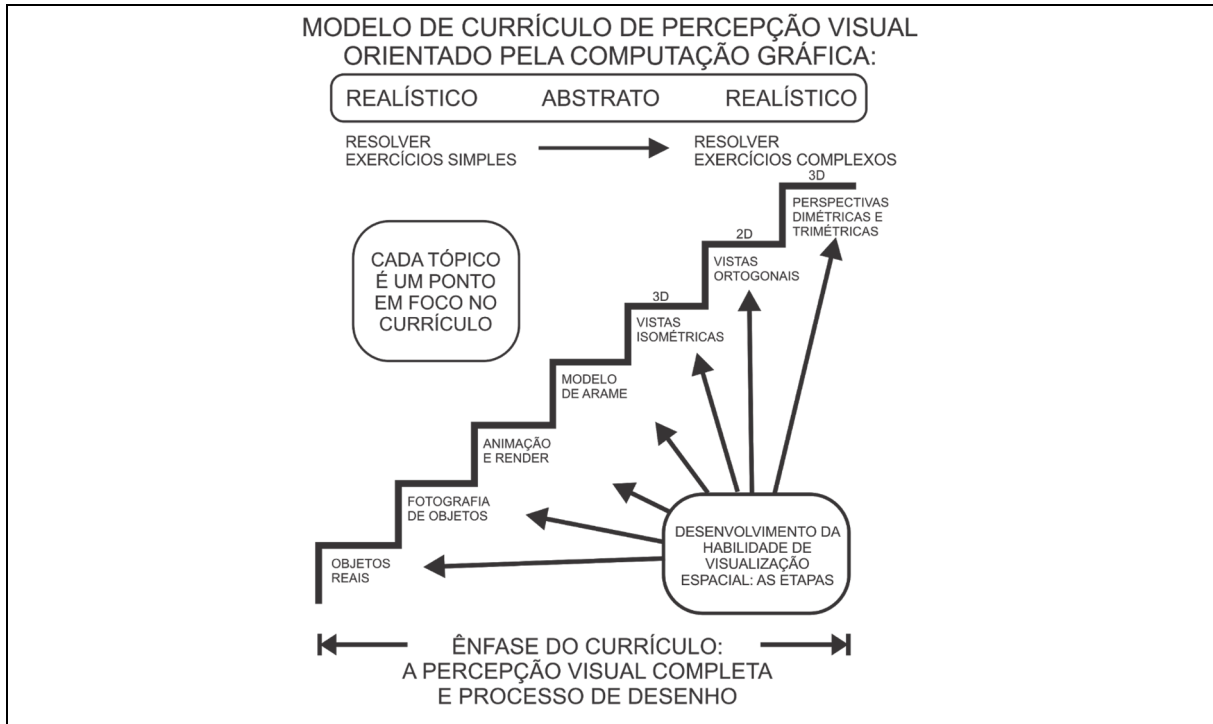 MODELO DE CURRÍCULO DE PERCEPÇÃO VISUAL
ORIENTADO PELA COMPUTAÇÃO GRÁFICA:
REALÍSTICO ABSTRATO REALÍSTICO
RESOLVER
EXERCÍCIOS SIMPLES
RESOLVER
EXERCÍCIOS COMPLEXOS
3D
PERSPECTIVAS
DIMÉTRICAS E
TRIMÉTRICAS
2D
VISTAS
ORTOGONAIS
CADA TÓPICO
É UM PONTO
EM FOCO NO
CURRÍCULO
3D
VISTAS
ISOMÉTRICAS
MODELO
DE ARAME
ANIMAÇÃO
E RENDER
FOTOGRAFIA
DE OBJETOS
OBJETOS
REAIS
DESENVOLVIMENTO DA
HABILIDADE DE
VISUALIZAÇÃO
ESPACIAL: AS ETAPAS
ÊNFASE DO CURRÍCULO:
A PERCEPÇÃO VISUAL COMPLETA
E PROCESSO DE DESENHO